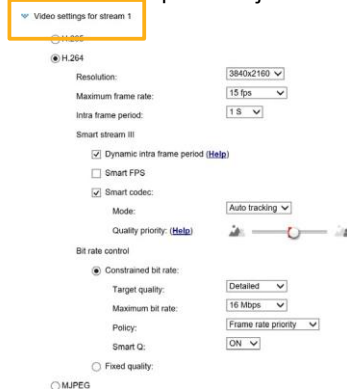 Video settings for stream 1
H.265
H.264
Resolution: 3840x2160
Maximum frame rate: 15 fps
Intra frame period: 1 S
Smart stream III
Dynamic intra frame period (Help)
Smart FPS
Smart codec:
Mode: Auto tracking
Quality priority: (Help)
Bit rate control
Constrained bit rate:
Target quality: Detailed
Maximum bit rate: 16 Mbps
Policy: Frame rate priority
Smart Q: ON
Fixed quality:
MJPEG